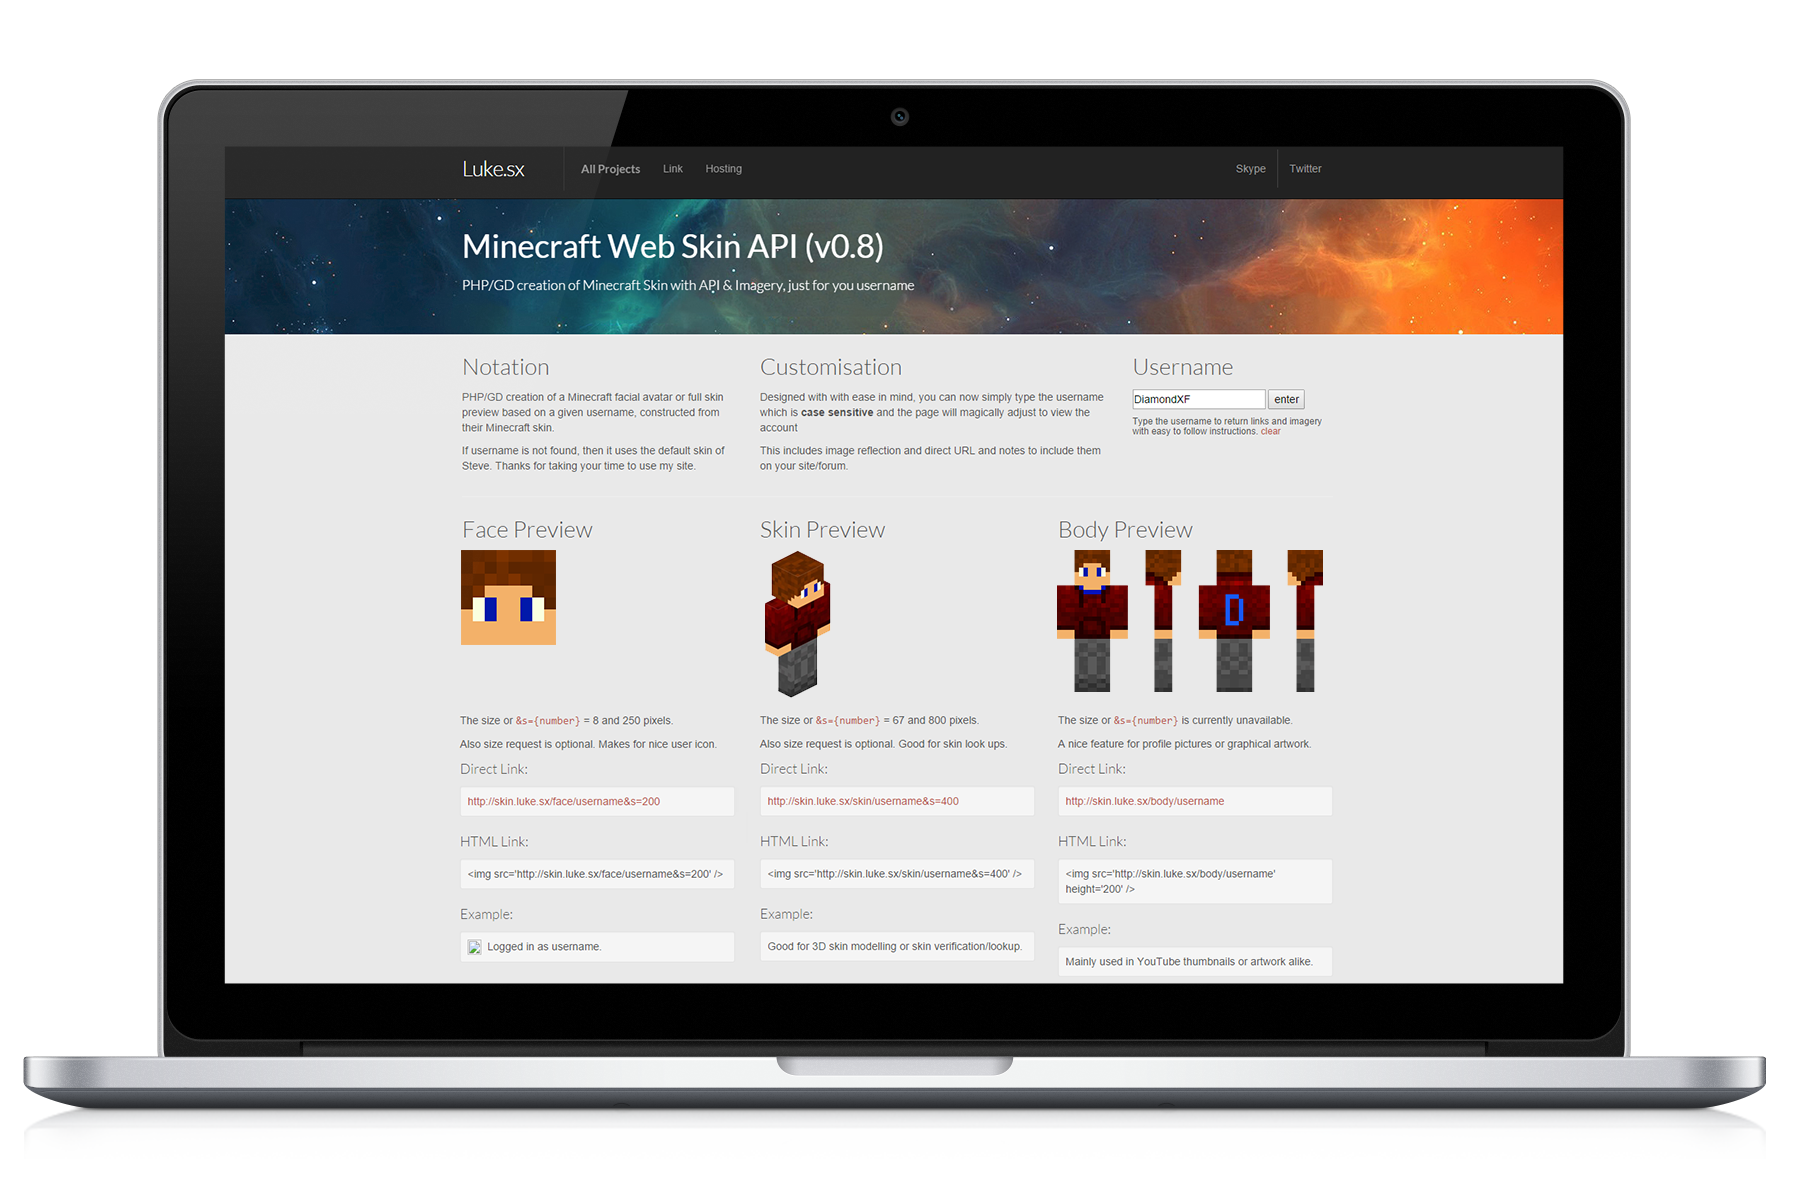 Luke.sx
All Projects
Link
Hosting
Skype
Twitter
Minecraft Web Skin API (v0.8)
PHP/GD creation of Minecraft Skin with API & Imagery, just for you username
Notation
PHP/GD creation of a Minecraft facial avatar or full skin
preview based on a given username, constructed from
their Minecraft skin.
If username is not found, then it uses the default skin of
Steve. Thanks for taking your time to use my site.
Customisation
Designed with with ease in mind, you can now simply type the username
which is case sensitive and the page will magically adjust to view the
account
This includes image reflection and direct URL and notes to include them
on your site/forum.
Username
DiamondXF
enter
Type the username to return links and imagery
with easy to follow instructions. clear
Face Preview
The size or &s={number} = 8 and 250 pixels.
Also size request is optional. Makes for nice user icon.
Direct Link:
http://skin.luke.sx/face/username&s=200
HTML Link:
<img src='http://skin.luke.sx/face/username&s=200' />
Example:
Logged in as username.
Skin Preview
The size or &s={number} = 67 and 800 pixels.
Also size request is optional. Good for skin look ups.
Direct Link:
http://skin.luke.sx/skin/username&s=400
HTML Link:
<img src='http://skin.luke.sx/skin/username&s=400' />
Example:
Good for 3D skin modelling or skin verification/lookup.
Body Preview
D
The size or &s={number} is currently unavailable.
A nice feature for profile pictures or graphical artwork.
Direct Link:
http://skin.luke.sx/body/username
HTML Link:
<img src='http://skin.luke.sx/body/username'
height='200' />
Example:
Mainly used in YouTube thumbnails or artwork alike.